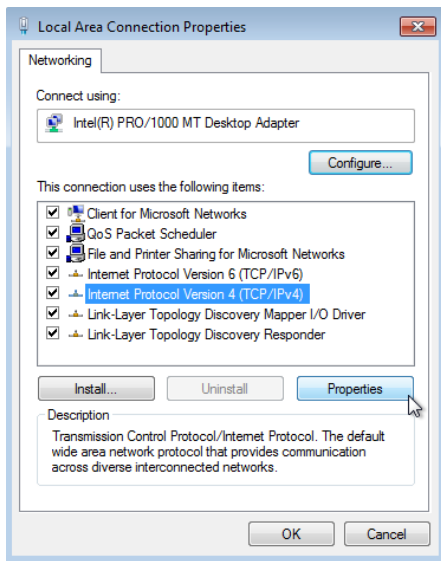 Local Area Connection Properties
Networking
Connect using:
Intel(R) PRO/1000 MT Desktop Adapter
Configure...
This connection uses the following items:
Client for Microsoft Networks
QoS Packet Scheduler
File and Printer Sharing for Microsoft Networks
Internet Protocol Version 6 (TCP/IPv6)
Internet Protocol Version 4 (TCP/IPv4)
Link-Layer Topology Discovery Mapper I/O Driver
Link-Layer Topology Discovery Responder
Install... Uninstall Properties
Description
Transmission Control Protocol/Internet Protocol. The default
wide area network protocol that provides communication
across diverse interconnected networks.
OK Cancel